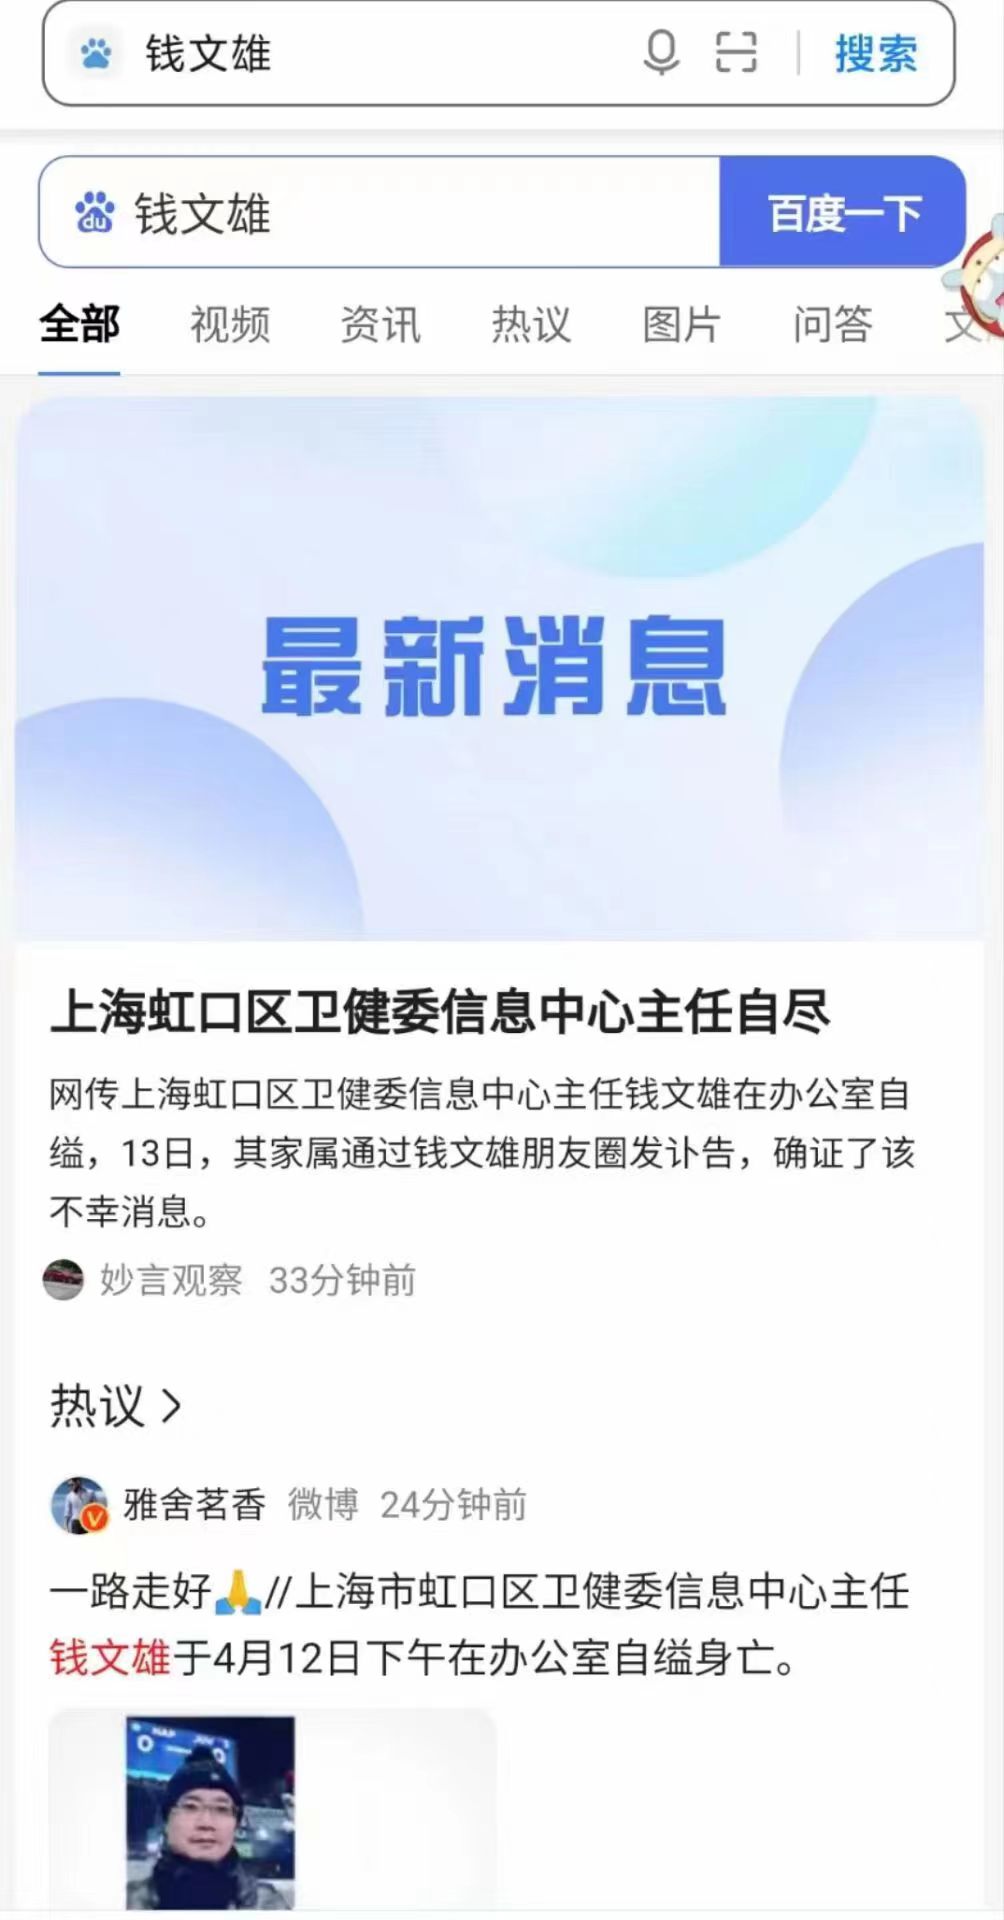 钱文雄 搜索
du 钱文雄 百度一下
全部 视频 资讯 热议 图片 问答 文
最新消息
上海虹口区卫健委信息中心主任自尽
网传上海虹口区卫健委信息中心主任钱文雄在办公室自
缢，13日，其家属通过钱文雄朋友圈发讣告，确证了该
不幸消息。
妙言观察 33分钟前
热议 >
雅舍茗香 微博 24分钟前
一路走好🙏//上海市虹口区卫健委信息中心主任
钱文雄于4月12日下午在办公室自缢身亡。